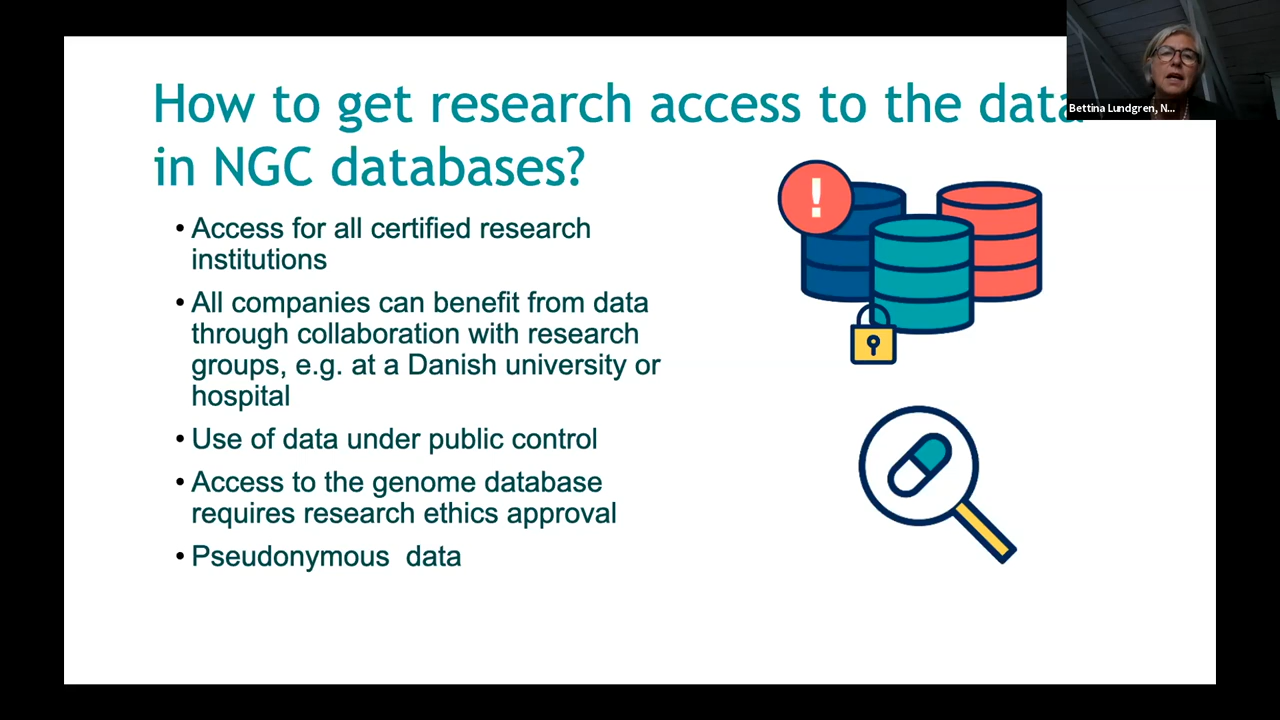 How to get research access to the data
in NGC databases?
• Access for all certified research
institutions
• All companies can benefit from data
through collaboration with research
groups, e.g. at a Danish university or
hospital
• Use of data under public control
• Access to the genome database
requires research ethics approval
• Pseudonymous  data
!
Bettina Lundgren, N...